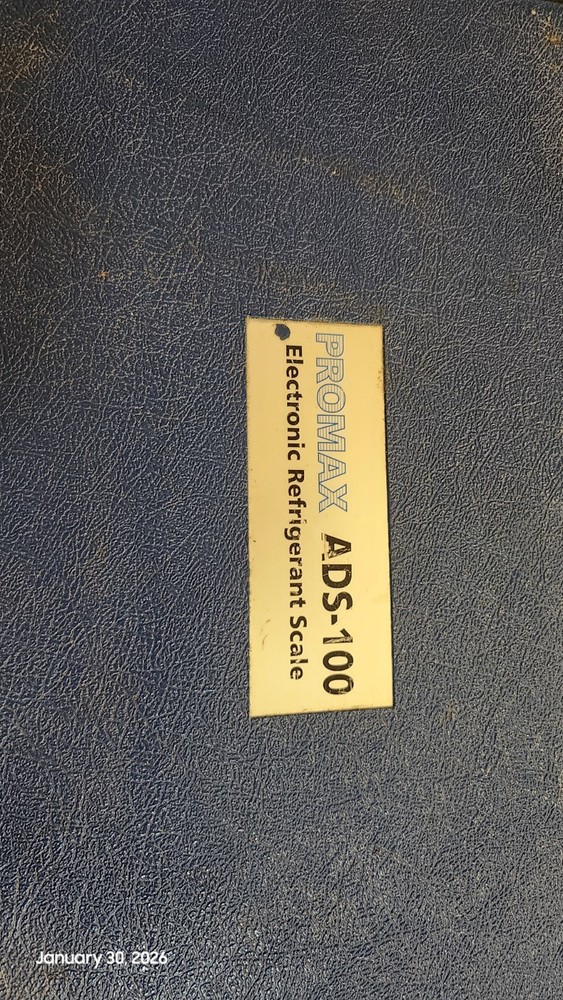 PROMAX ADS-100
Electronic Refrigerant Scale
January 30, 2026